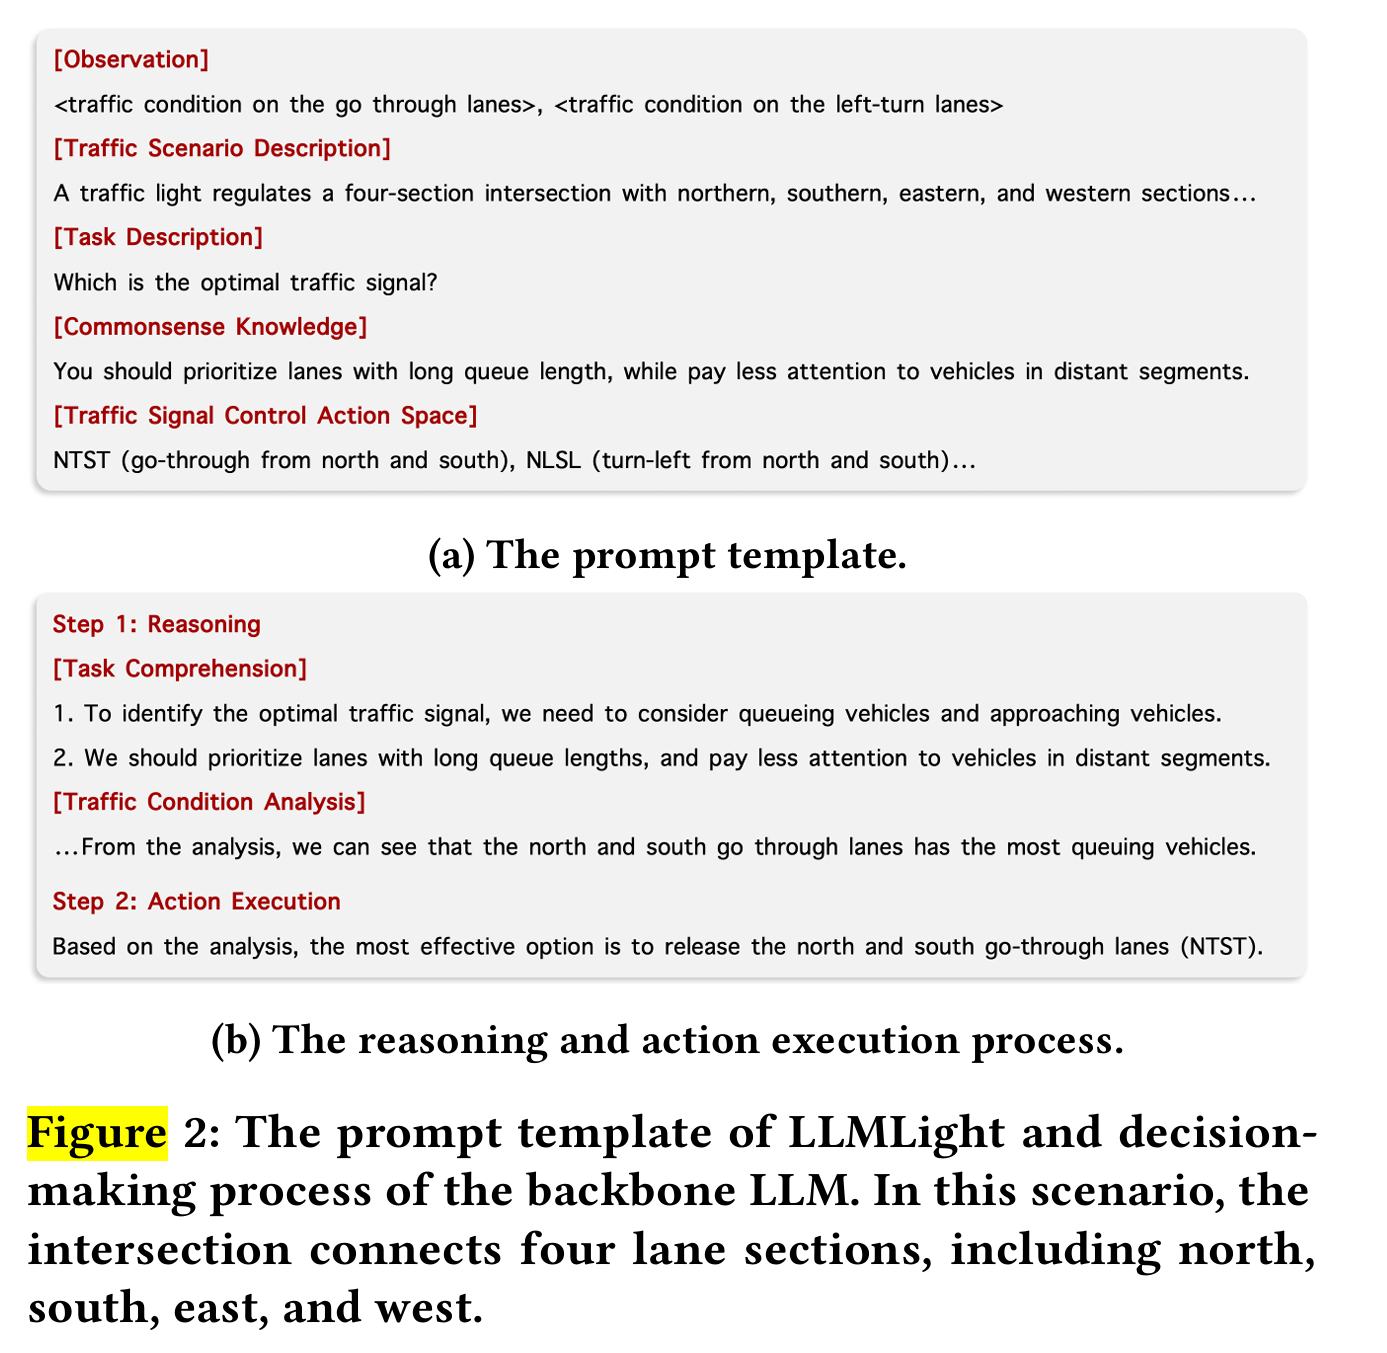 [Observation]
<traffic condition on the go through lanes>, <traffic condition on the left-turn lanes>
[Traffic Scenario Description]
A traffic light regulates a four-section intersection with northern, southern, eastern, and western sections...
[Task Description]
Which is the optimal traffic signal?
[Commonsense Knowledge]
You should prioritize lanes with long queue length, while pay less attention to vehicles in distant segments.
[Traffic Signal Control Action Space]
NTST (go-through from north and south), NLSL (turn-left from north and south)...
(a) The prompt template.
Step 1: Reasoning
[Task Comprehension]
1. To identify the optimal traffic signal, we need to consider queueing vehicles and approaching vehicles.
2. We should prioritize lanes with long queue lengths, and pay less attention to vehicles in distant segments.
[Traffic Condition Analysis]
...From the analysis, we can see that the north and south go through lanes has the most queuing vehicles.
Step 2: Action Execution
Based on the analysis, the most effective option is to release the north and south go-through lanes (NTST).
(b) The reasoning and action execution process.
Figure 2: The prompt template of LLMLight and decision-
making process of the backbone LLM. In this scenario, the
intersection connects four lane sections, including north,
south, east, and west.